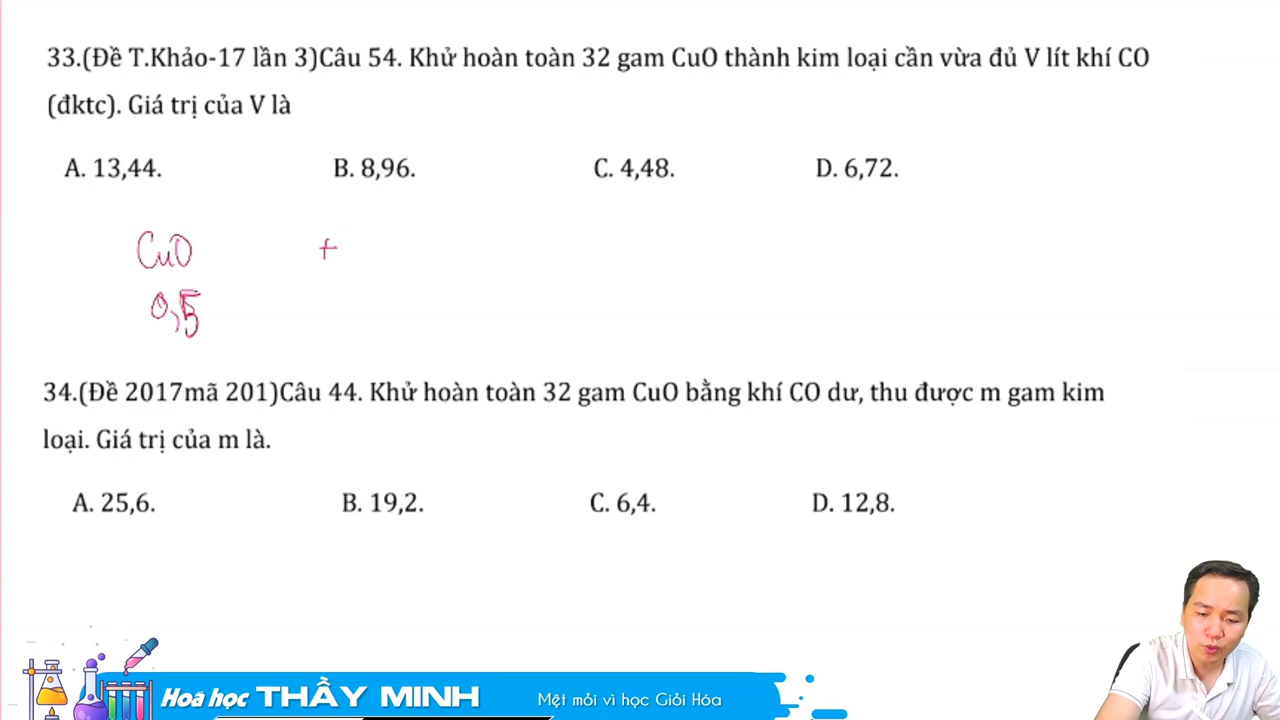 33.(Đề T.Khảo-17 lần 3)Câu 54. Khử hoàn toàn 32 gam CuO thành kim loại cần vừa đủ V lít khí CO
(đktc). Giá trị của V là
A. 13,44. B. 8,96. C. 4,48. D. 6,72.
CuO +
0,5
34.(Đề 2017mã 201)Câu 44. Khử hoàn toàn 32 gam CuO bằng khí CO dư, thu được m gam kim
loại. Giá trị của m là.
A. 25,6. B. 19,2. C. 6,4. D. 12,8.
Hoá học THẦY MINH Mệt mỏi vì học Giỏi Hóa